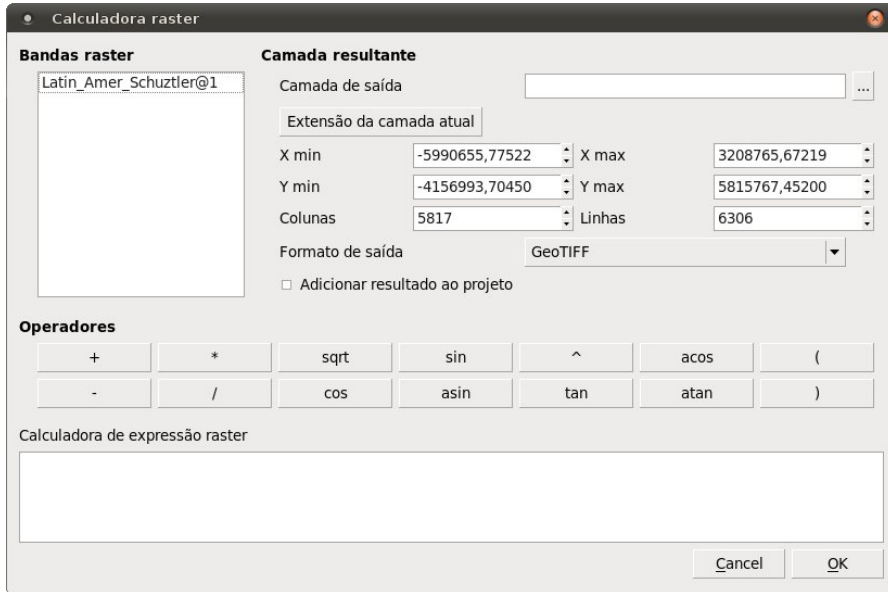 Calculadora raster
Bandas raster
Latin_Amer_Schuztler@1
Camada resultante
Camada de saída
...
Extensão da camada atual
X min -5990655,77522 X max 3208765,67219
Y min -4156993,70450 Y max 5815767,45200
Colunas 5817 Linhas 6306
Formato de saída GeoTIFF
Adicionar resultado ao projeto
Operadores
+ * sqrt sin ^ acos (
- / cos asin tan atan )
Calculadora de expressão raster
Cancel OK